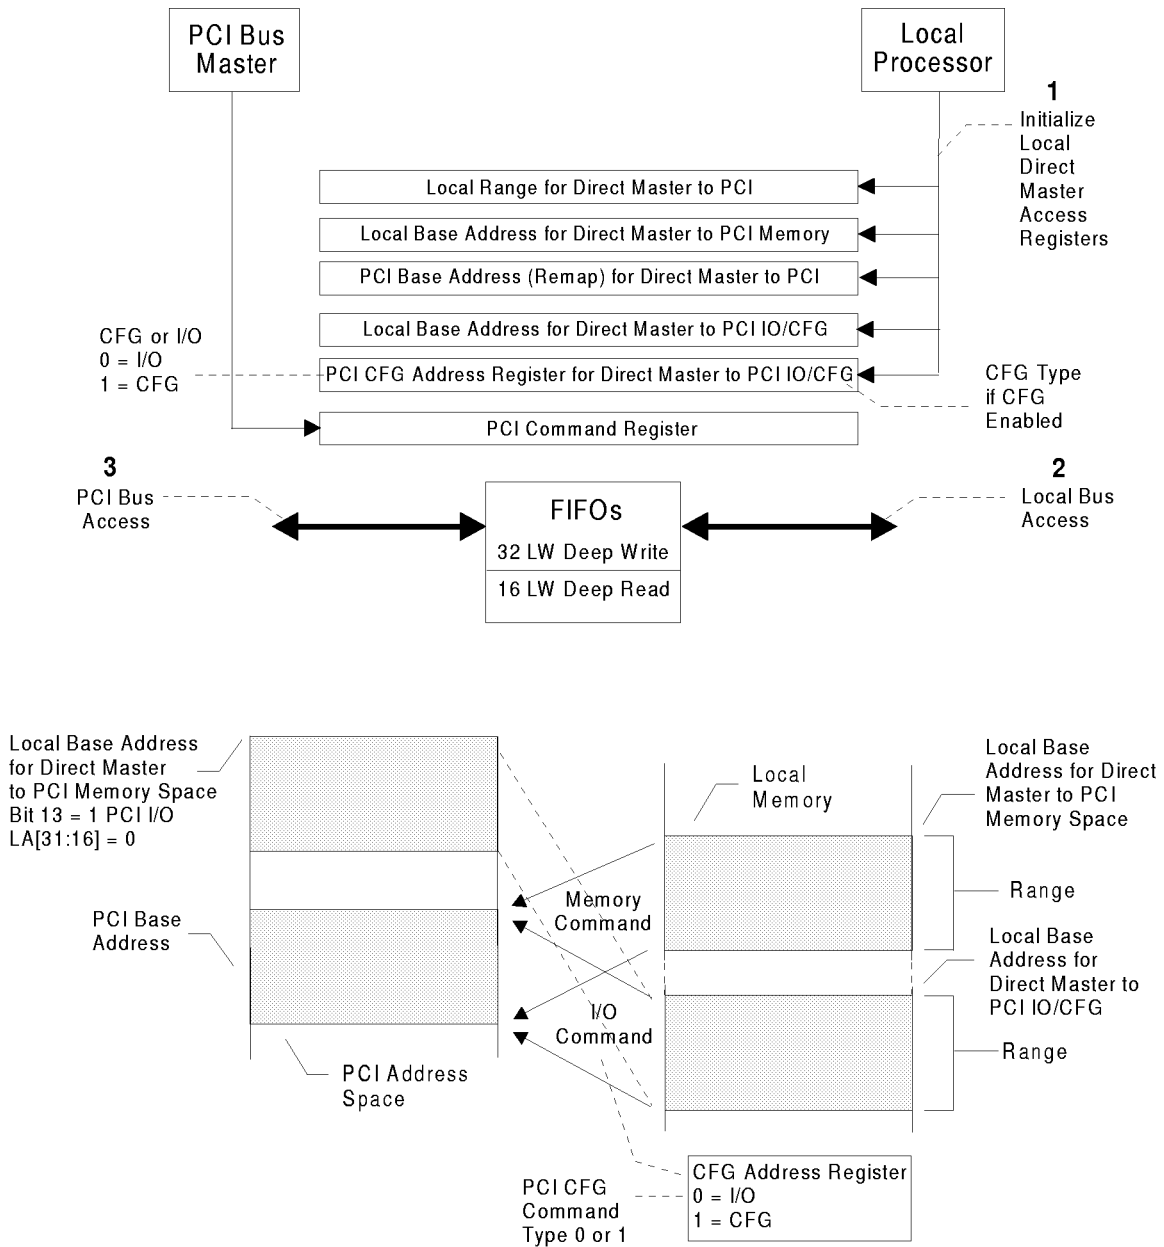 PCI Bus
Master
Local
Processor
1
Initialize
Local
Direct
Master
Access
Registers
Local Range for Direct Master to PCI
Local Base Address for Direct Master to PCI Memory
PCI Base Address (Remap) for Direct Master to PCI
Local Base Address for Direct Master to PCI IO/CFG
CFG or I/O
0 = I/O
1 = CFG
PCI CFG Address Register for Direct Master to PCI IO/CFG
CFG Type
if CFG
Enabled
PCI Command Register
3
PCI Bus
Access
FIFOs
32 LW Deep Write
16 LW Deep Read
2
Local Bus
Access
Local Base Address
for Direct Master
to PCI Memory Space
Bit 13 = 1 PCI I/O
LA[31:16] = 0
Local
Memory
Local Base
Address for Direct
Master to PCI
Memory Space
PCI Base
Address
Memory
Command
Range
Local Base
Address for
Direct Master to
PCI IO/CFG
I/O
Command
Range
PCI Address
Space
PCI CFG
Command
Type 0 or 1
CFG Address Register
0 = I/O
1 = CFG